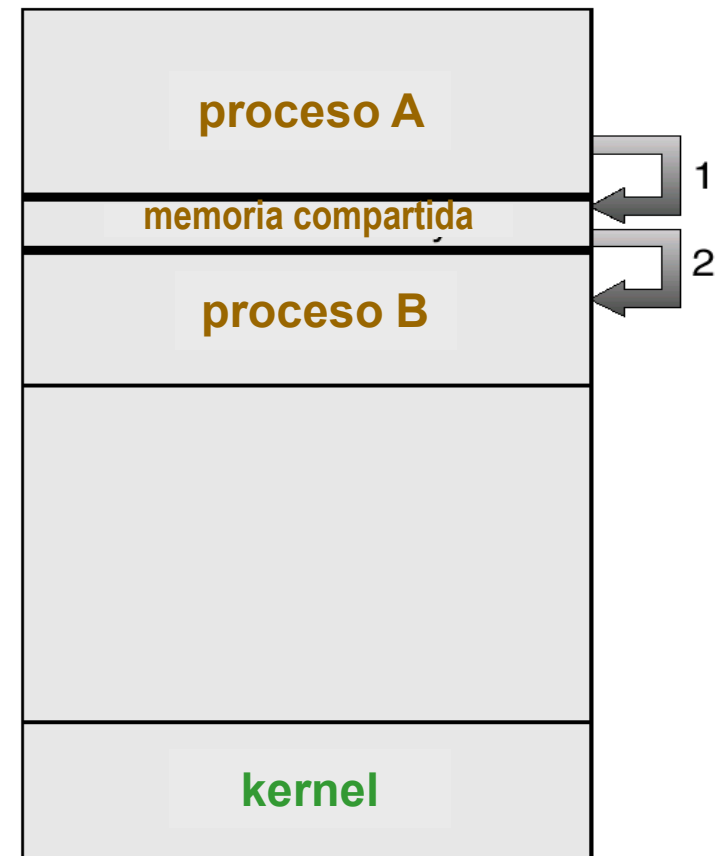 proceso A
1
memoria compartida
2
proceso B
kernel